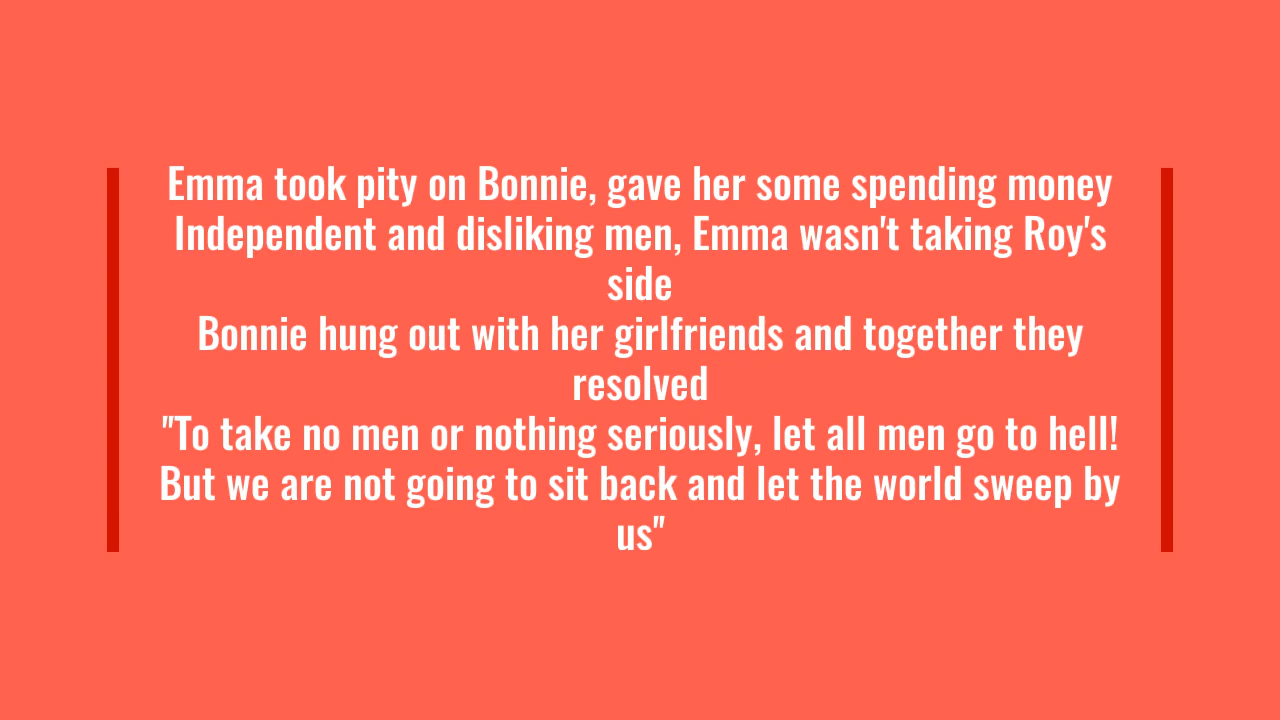 Emma took pity on Bonnie, gave her some spending money
Independent and disliking men, Emma wasn't taking Roy's
side
Bonnie hung out with her girlfriends and together they
resolved
"To take no men or nothing seriously, let all men go to hell!
But we are not going to sit back and let the world sweep by
us"